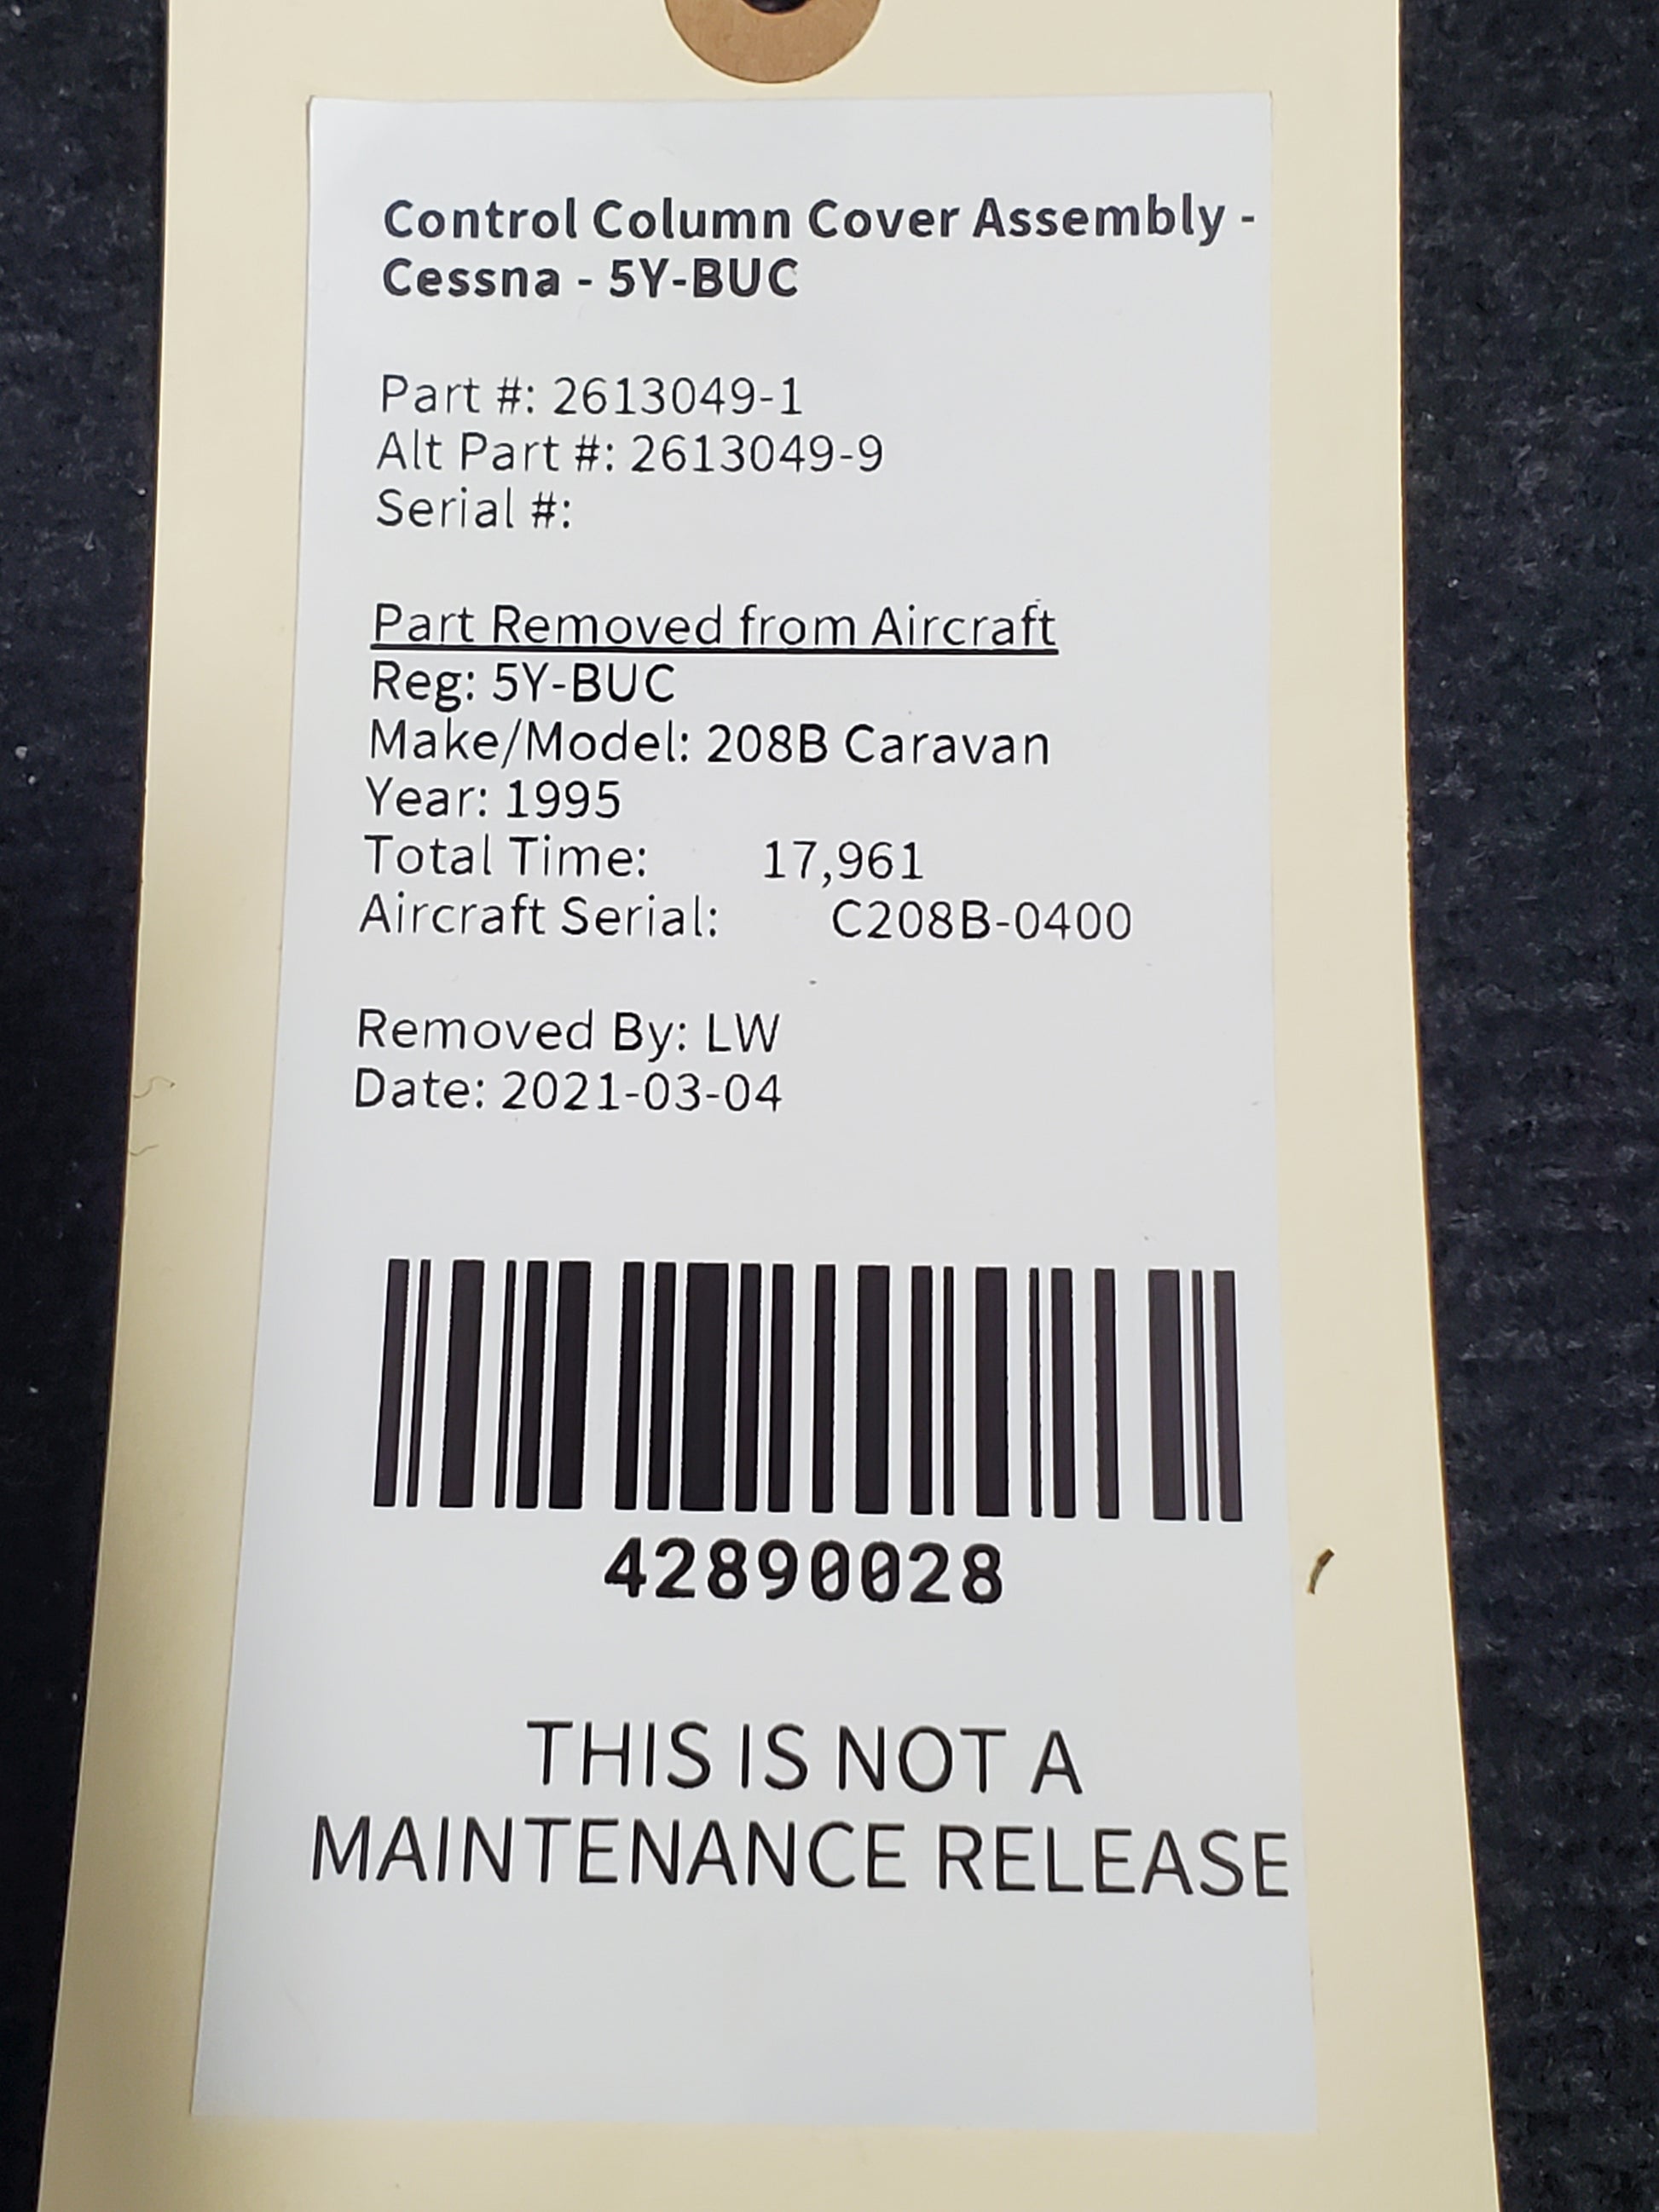 Control Column Cover Assembly -
Cessna - 5Y-BUC
Part #: 2613049-1
Alt Part #: 2613049-9
Serial #:
Part Removed from Aircraft
Reg: 5Y-BUC
Make/Model: 208B Caravan
Year: 1995
Total Time: 17,961
Aircraft Serial: C208B-0400
Removed By: LW
Date: 2021-03-04
42890028
THIS IS NOT A
MAINTENANCE RELEASE